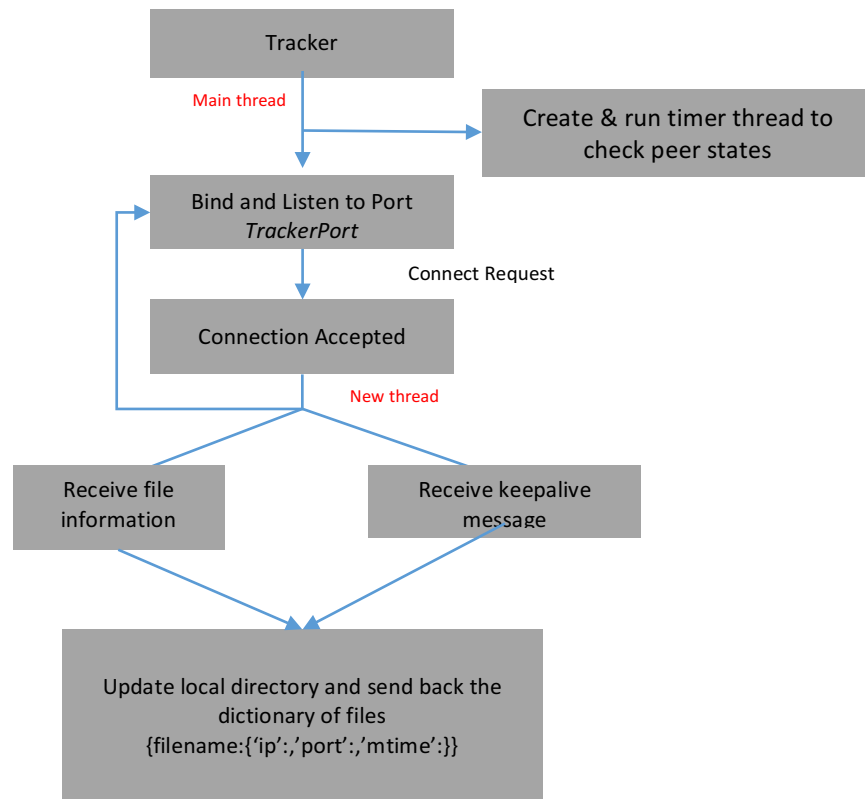 Tracker
Main thread
Create & run timer thread to
check peer states
Bind and Listen to Port
TrackerPort
Connect Request
Connection Accepted
New thread
Receive file
information
Receive keepalive
message
Update local directory and send back the
dictionary of files
{filename:{‘ip’:,’port’:,’mtime’:}}